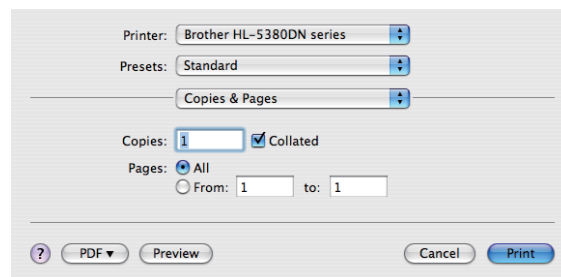 Printer: Brother HL-5380DN series
Presets: Standard
Copies & Pages
Copies: 1 Collated
Pages: All
From: 1 to: 1
? PDF ▾ Preview Cancel Print